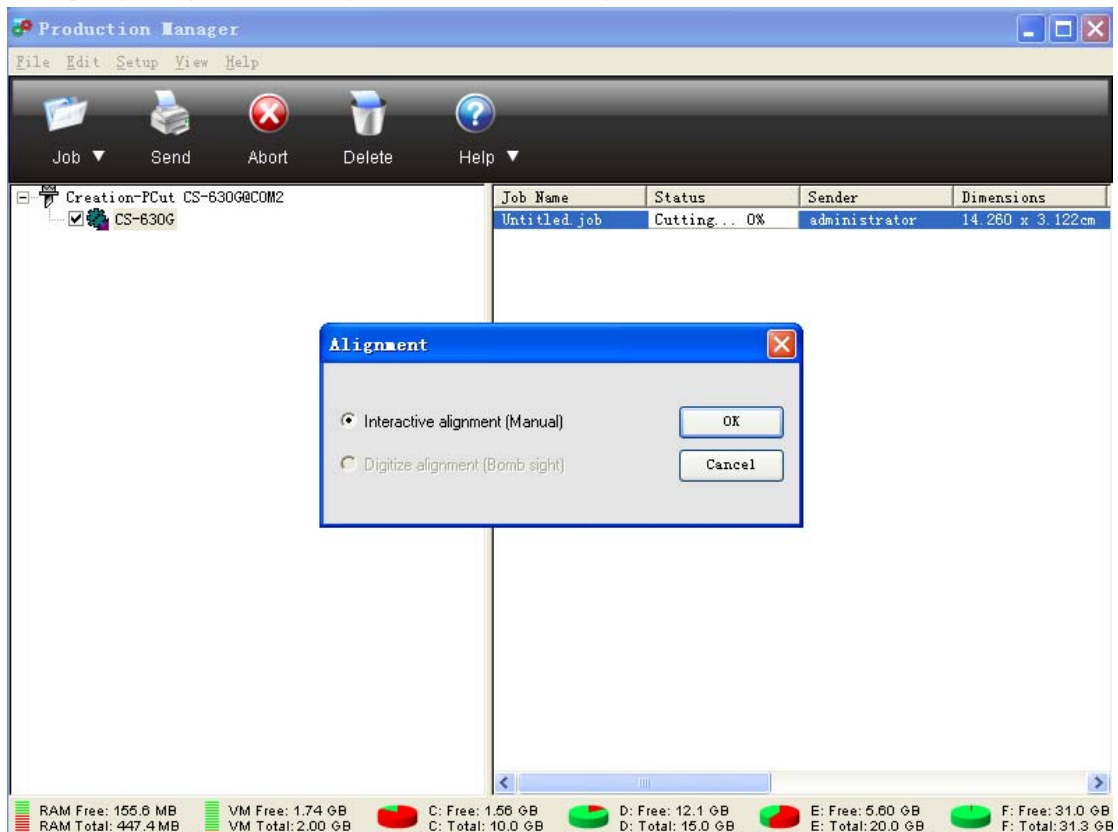 Production Manager
File Edit Setup View Help
Job ▼ Send Abort Delete Help ▼
Creation-PCut CS-630G@COM2
CS-630G
Job Name Status Sender Dimensions
Untitled.job Cutting... 0% administrator 14.260 x 3.122cm
Alignment
Interactive alignment (Manual)
OK
Digitize alignment (Bomb sight)
Cancel
RAM Free: 155.6 MB VM Free: 1.74 GB C: Free: 1.56 GB D: Free: 12.1 GB E: Free: 5.60 GB F: Free: 31.0 GB
RAM Total: 447.4 MB VM Total: 2.00 GB C: Total: 10.0 GB D: Total: 15.0 GB E: Total: 20.0 GB F: Total: 31.3 GB